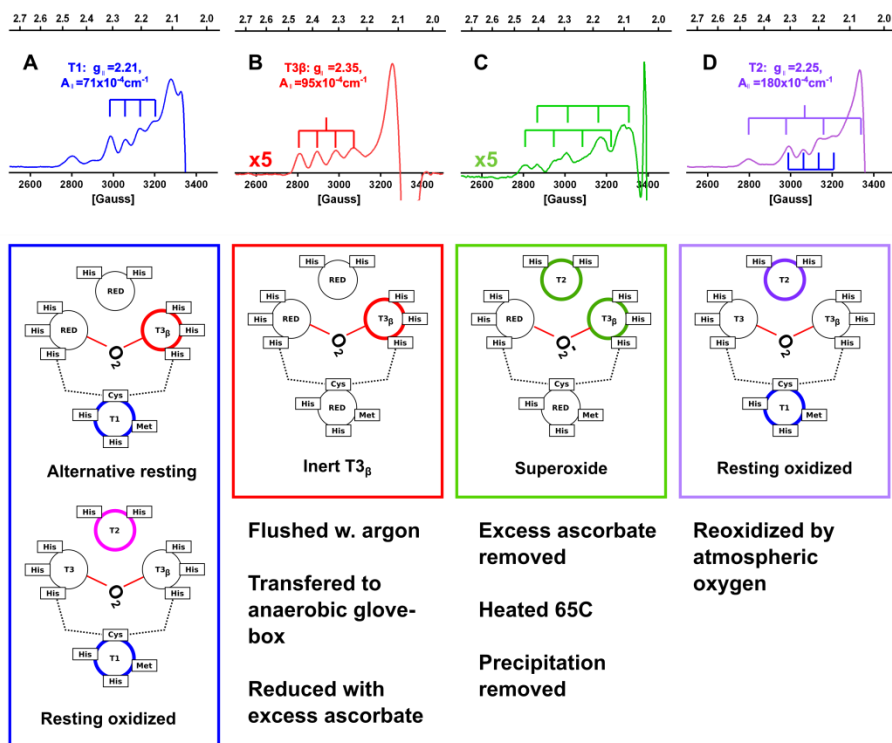 2.7 2.6 2.5 2.4 2.3 2.2 2.1 2.0
2.7 2.6 2.5 2.4 2.3 2.2 2.1 2.0
2.7 2.6 2.5 2.4 2.3 2.2 2.1 2.0
2.7 2.6 2.5 2.4 2.3 2.2 2.1 2.0
A
T1: g||=2.21,
A||=71x10-4cm-1
2600 3000 3200 3400
[Gauss]
B
T3β: g||=2.35,
A||=95x10-4cm-1
x5
2600 2800 3000 3200 3400
[Gauss]
C
x5
2600 2800 3000 3200 3400
[Gauss]
D
T2: g||=2.25,
A||=180x10-4cm-1
2600 2800 3000 3200 3400
[Gauss]
His His
RED
His His
RED T3β
His His
His O2 His
Cys
His T1
Met
His
Alternative resting
His His
T2
His His
T3 T3β
His His
His O2 His
Cys
His T1
Met
His
Resting oxidized
His His
RED
His His
RED T3β
His His
His O2 His
Cys
His RED
Met
His
Inert T3β
Flushed w. argon
Transfered to
anaerobic glove-
box
Reduced with
excess ascorbate
His His
T2
His His
RED T3β
His His
His O2- His
Cys
His RED
Met
His
Superoxide
Excess ascorbate
removed
Heated 65C
Precipitation
removed
His His
T2
His His
T3 T3β
His His
His O2 His
Cys
His T1
Met
His
Resting oxidized
Reoxidized by
atmospheric
oxygen